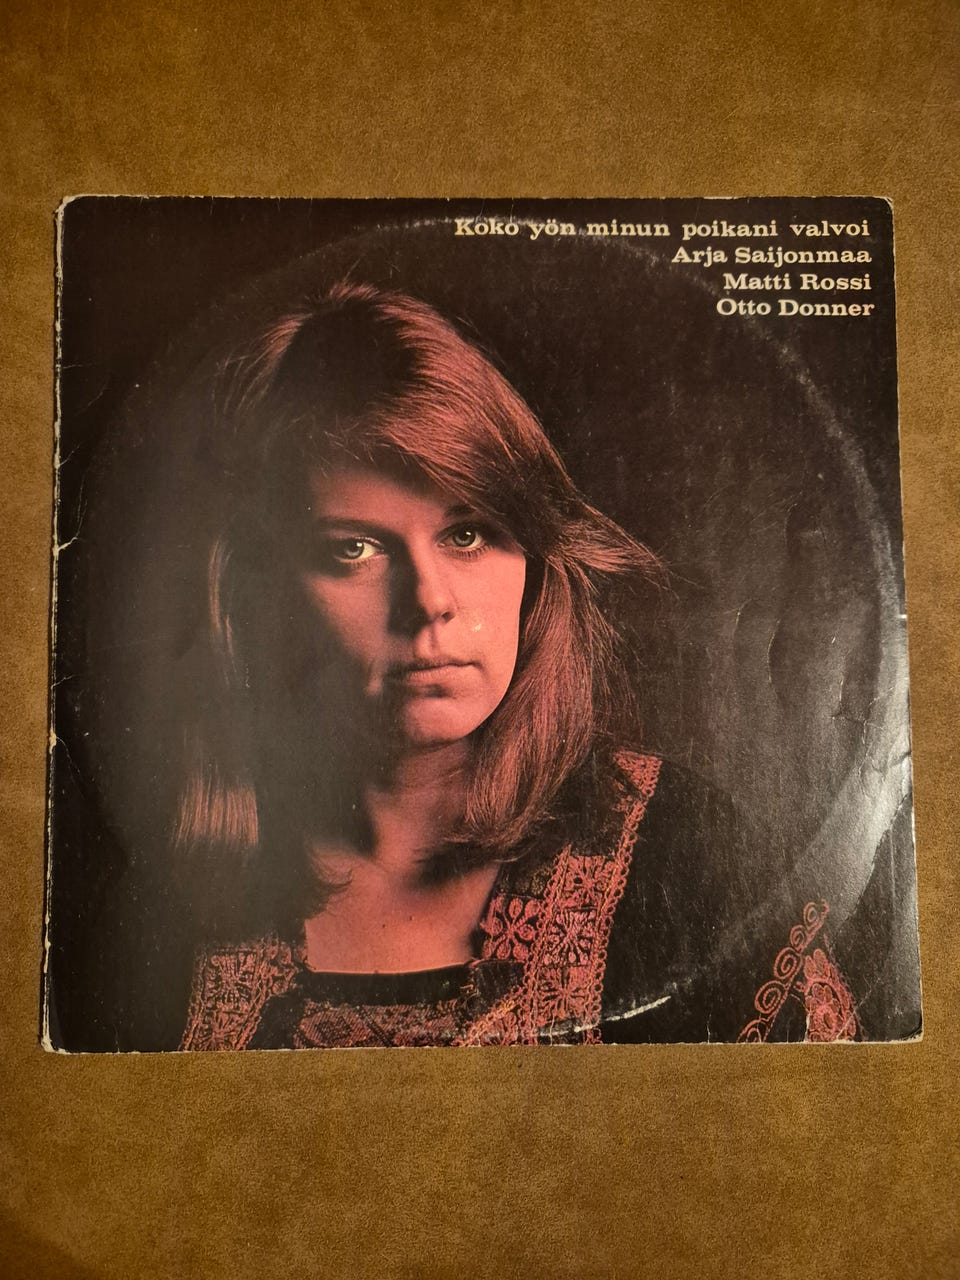 Koko yön minun poikani valvoi
Arja Saijonmaa
Matti Rossi
Otto Donner